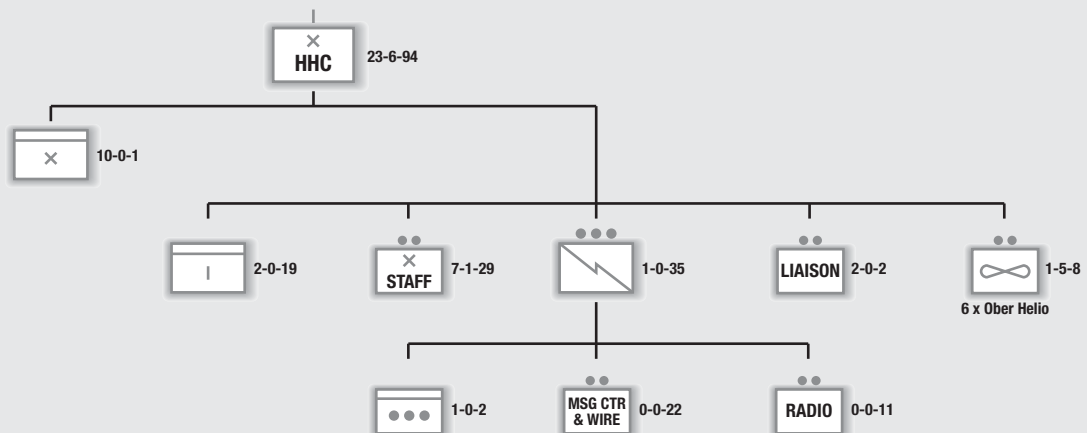 HHC
23-6-94
10-0-1
2-0-19
STAFF
7-1-29
1-0-35
LIAISON
2-0-2
1-5-8
6 x Ober Helio
1-0-2
MSG CTR
& WIRE
0-0-22
RADIO
0-0-11